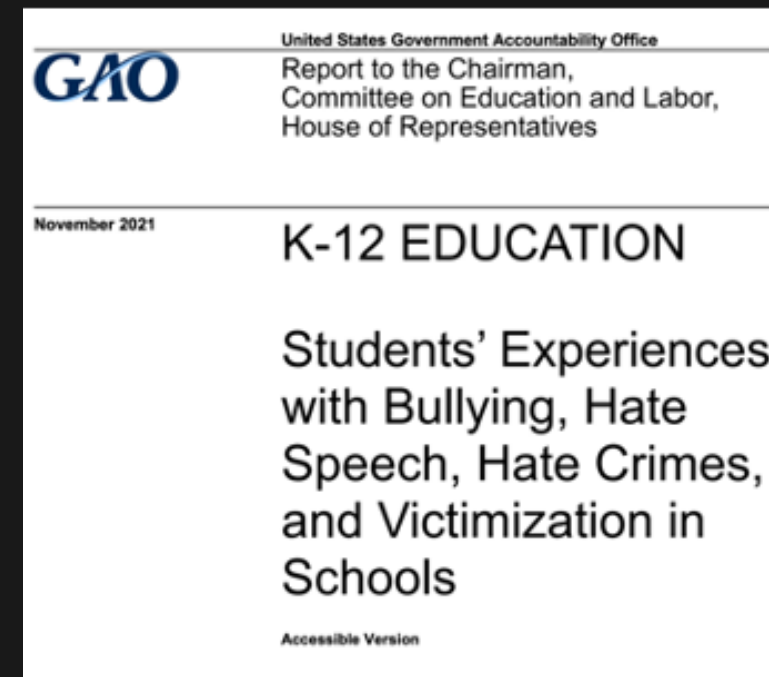 United States Government Accountability Office
GAO
Report to the Chairman,
Committee on Education and Labor,
House of Representatives
November 2021
K-12 EDUCATION
Students’ Experiences
with Bullying, Hate
Speech, Hate Crimes,
and Victimization in
Schools
Accessible Version